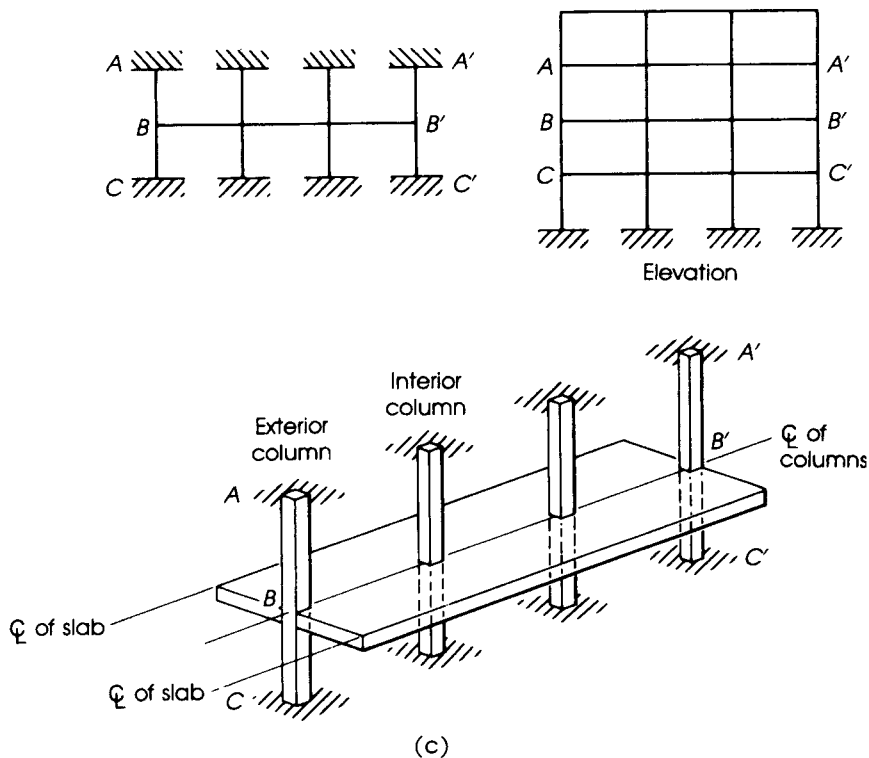 A A′
B B′
C C′
A A′
B B′
C C′
Elevation
Interior
column
Exterior
column
A′
B′
℄ of
columns
A
B
C′
℄ of slab
℄ of slab
C
(c)